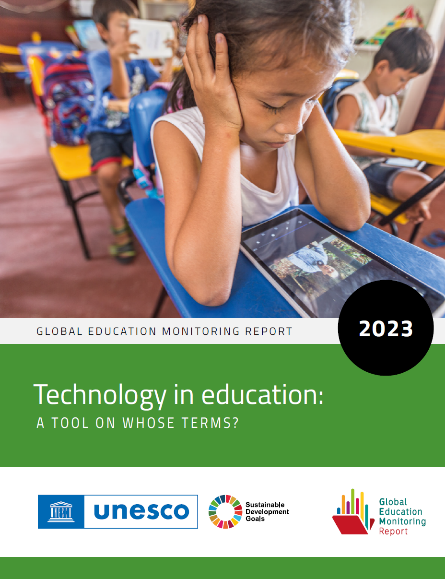 GLOBAL EDUCATION MONITORING REPORT
2023
Technology in education:
A TOOL ON WHOSE TERMS?
unesco
Sustainable
Development
Goals
Global
Education
Monitoring
Report